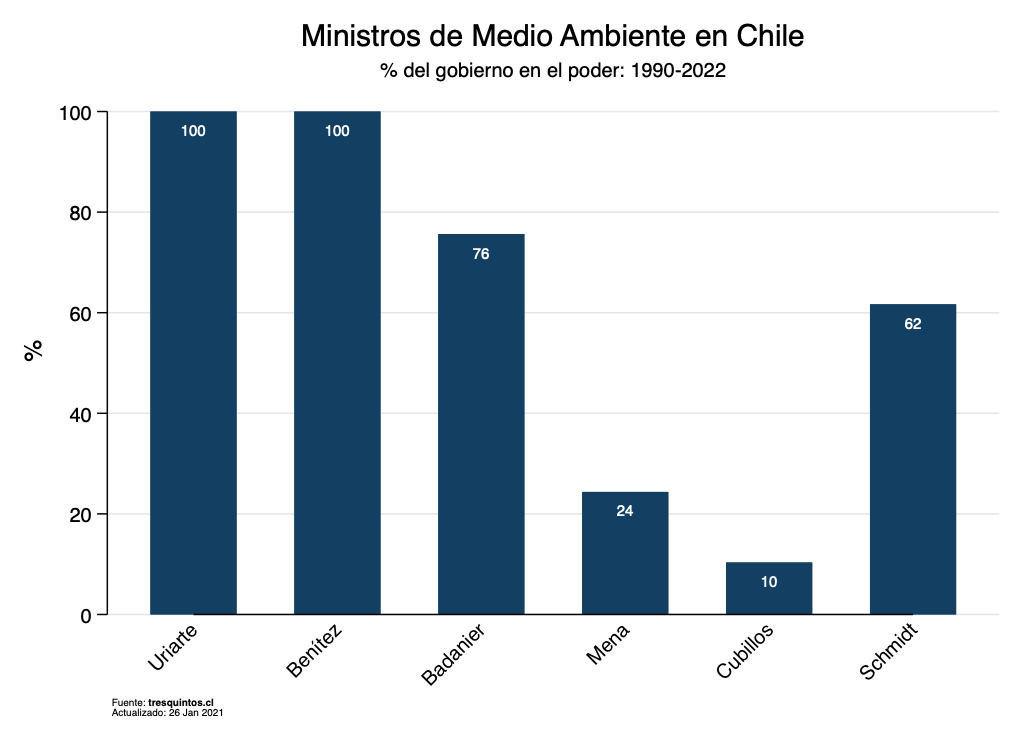 Ministros de Medio Ambiente en Chile
% del gobierno en el poder: 1990-2022
%
100
80
60
40
20
0
100
100
76
24
10
62
Uriarte
Benítez
Badanier
Mena
Cubillos
Schmidt
Fuente: tresquintos.cl
Actualizado: 26 Jan 2021